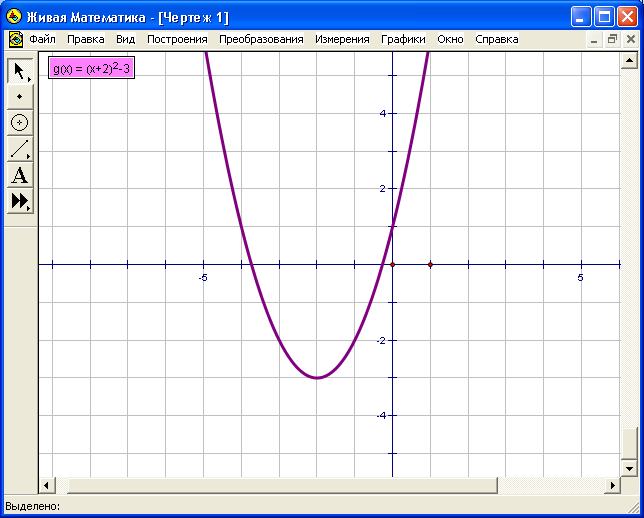 Живая Математика - [Чертеж 1]
Файл Правка Вид Построения Преобразования Измерения Графики Окно Справка
g(x) = (x+2)²-3
A
4
2
-5
5
-2
-4
Выделено: